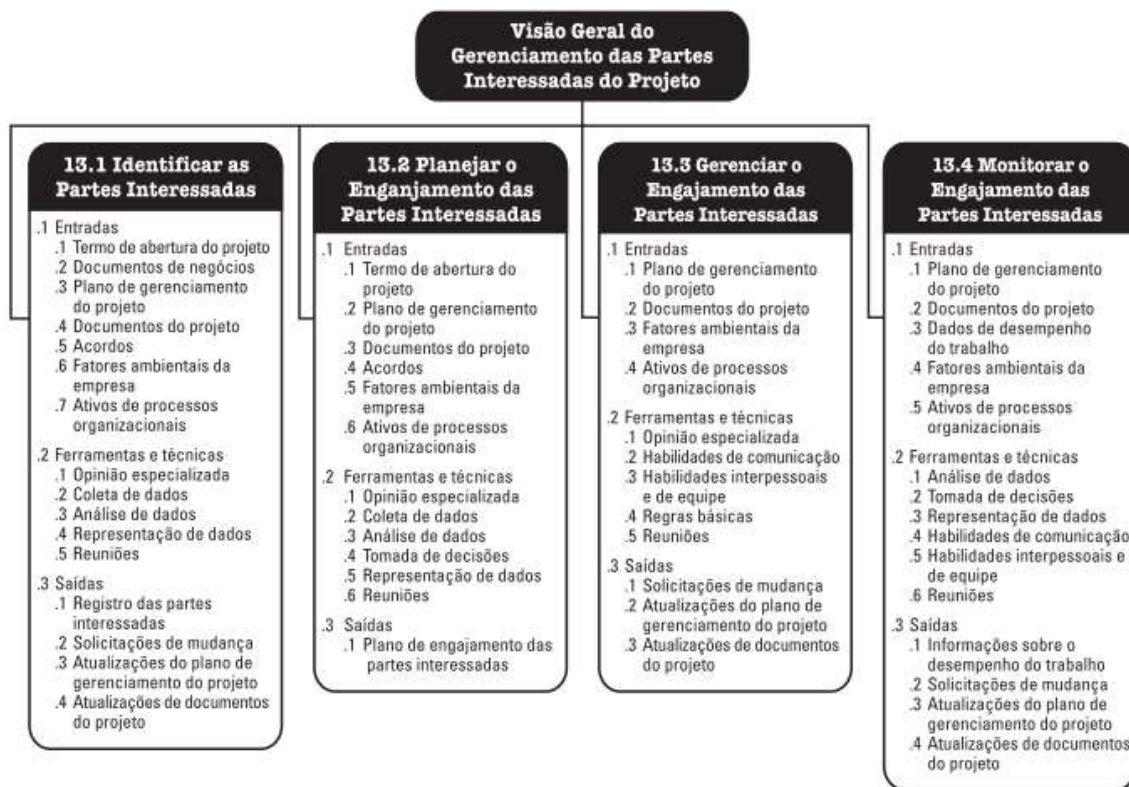 Visão Geral do
Gerenciamento das Partes
Interessadas do Projeto
13.1 Identificar as
Partes Interessadas
.1 Entradas
.1 Termo de abertura do projeto
.2 Documentos de negócios
.3 Plano de gerenciamento
do projeto
.4 Documentos do projeto
.5 Acordos
.6 Fatores ambientais da
empresa
.7 Ativos de processos
organizacionais
.2 Ferramentas e técnicas
.1 Opinião especializada
.2 Coleta de dados
.3 Análise de dados
.4 Representação de dados
.5 Reuniões
.3 Saídas
.1 Registro das partes
interessadas
.2 Solicitações de mudança
.3 Atualizações do plano de
gerenciamento do projeto
.4 Atualizações de documentos
do projeto
13.2 Planejar o
Enganjamento das
Partes Interessadas
.1 Entradas
.1 Termo de abertura do
projeto
.2 Plano de gerenciamento
do projeto
.3 Documentos do projeto
.4 Acordos
.5 Fatores ambientais da
empresa
.6 Ativos de processos
organizacionais
.2 Ferramentas e técnicas
.1 Opinião especializada
.2 Coleta de dados
.3 Análise de dados
.4 Tomada de decisões
.5 Representação de dados
.6 Reuniões
.3 Saídas
.1 Plano de engajamento das
partes interessadas
13.3 Gerenciar o
Engajamento das
Partes Interessadas
.1 Entradas
.1 Plano de gerenciamento
do projeto
.2 Documentos do projeto
.3 Fatores ambientais da
empresa
.4 Ativos de processos
organizacionais
.2 Ferramentas e técnicas
.1 Opinião especializada
.2 Habilidades de comunicação
.3 Habilidades interpessoais
e de equipe
.4 Regras básicas
.5 Reuniões
.3 Saídas
.1 Solicitações de mudança
.2 Atualizações do plano de
gerenciamento do projeto
.3 Atualizações de documentos
do projeto
13.4 Monitorar o
Engajamento das
Partes Interessadas
.1 Entradas
.1 Plano de gerenciamento
do projeto
.2 Documentos do projeto
.3 Dados de desempenho
do trabalho
.4 Fatores ambientais da
empresa
.5 Ativos de processos
organizacionais
.2 Ferramentas e técnicas
.1 Análise de dados
.2 Tomada de decisões
.3 Representação de dados
.4 Habilidades de comunicação
.5 Habilidades interpessoais e
de equipe
.6 Reuniões
.3 Saídas
.1 Informações sobre o
desempenho do trabalho
.2 Solicitações de mudança
.3 Atualizações do plano de
gerenciamento do projeto
.4 Atualizações de documentos
do projeto